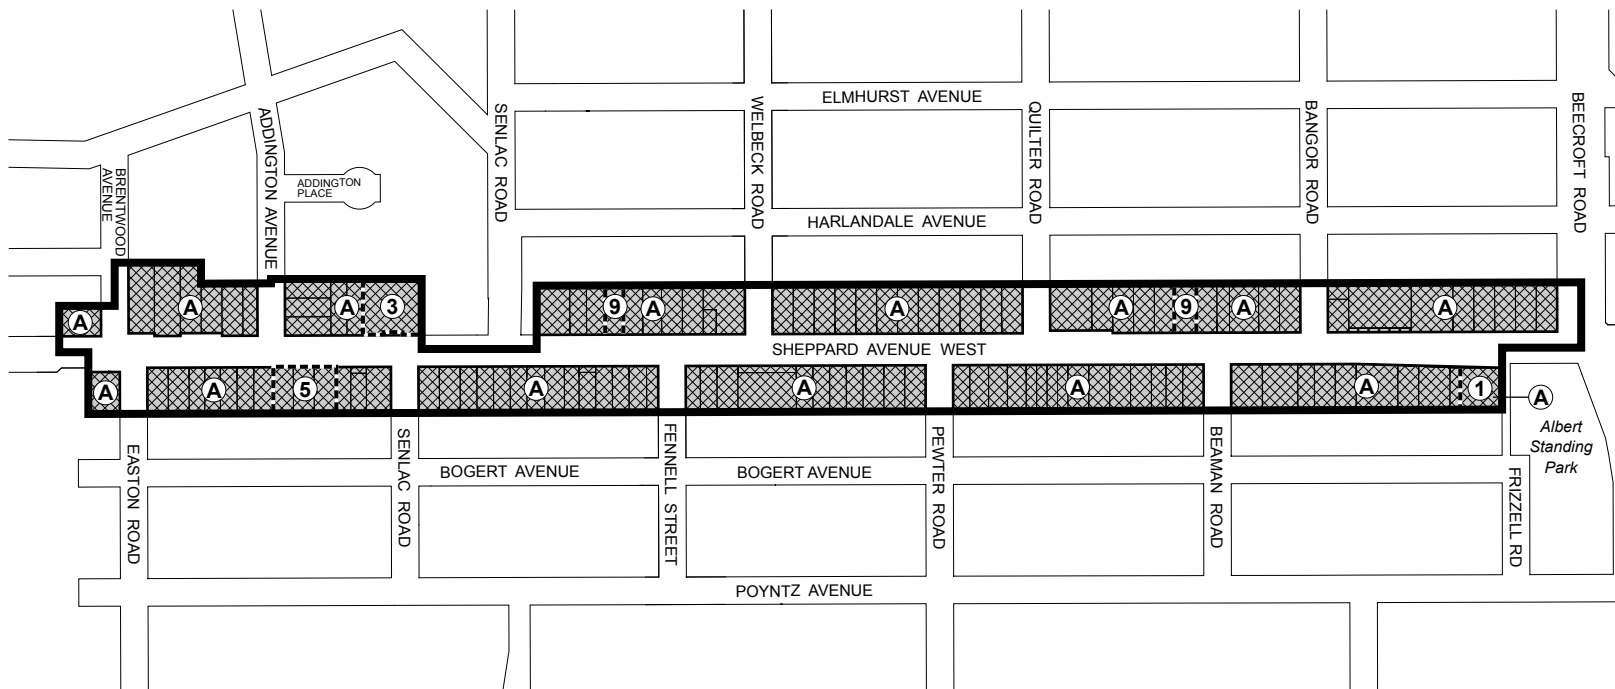 ELMHURST AVENUE
ADDINGTON AVENUE
SENLAC ROAD
WELBECK ROAD
QUILTER ROAD
BANGOR ROAD
BEECROFT ROAD
BRENTWOOD
AVENUE
ADDINGTON
PLACE
HARLANDALE AVENUE
A
A
A
3
9
A
A
A
9
A
A
SHEPPARD AVENUE WEST
A
A
5
A
A
A
A
1
A
Albert
Standing
Park
EASTON ROAD
SENLAC ROAD
FENNELL STREET
PEWTER ROAD
BEAMAN ROAD
FRIZZELL RD
BOGERT AVENUE
BOGERT AVENUE
POYNTZ AVENUE